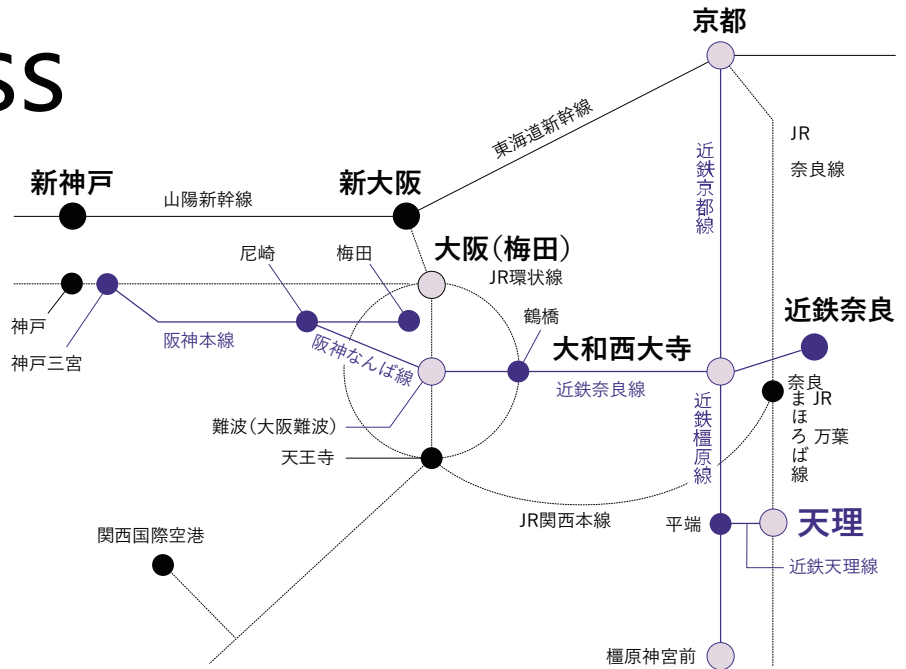 ss
京都
東海道新幹線
JR
奈良線
近鉄京都線
新神戸
山陽新幹線
新大阪
大阪(梅田)
JR環状線
尼崎
梅田
鶴橋
近鉄奈良
神戸
神戸三宮
阪神本線
阪神なんば線
大和西大寺
近鉄奈良線
奈良
JR
万葉
まほろば線
近鉄橿原線
難波(大阪難波)
天王寺
JR関西本線
平端
天理
近鉄天理線
関西国際空港
橿原神宮前